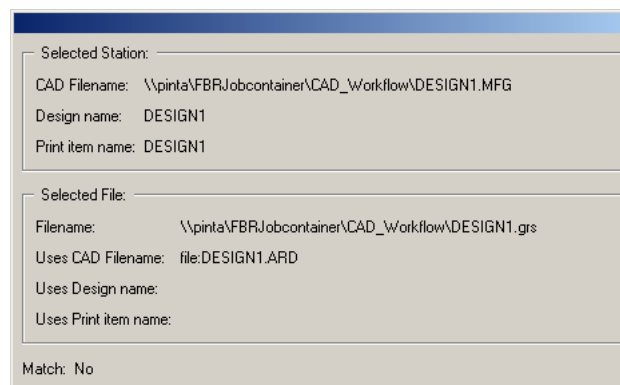 Selected Station:
CAD Filename: \\pinta\FBRJobcontainer\CAD_Workflow\DESIGN1.MFG
Design name: DESIGN1
Print item name: DESIGN1
Selected File:
Filename: \\pinta\FBRJobcontainer\CAD_Workflow\DESIGN1.grs
Uses CAD Filename: file:DESIGN1.ARD
Uses Design name:
Uses Print item name:
Match: No